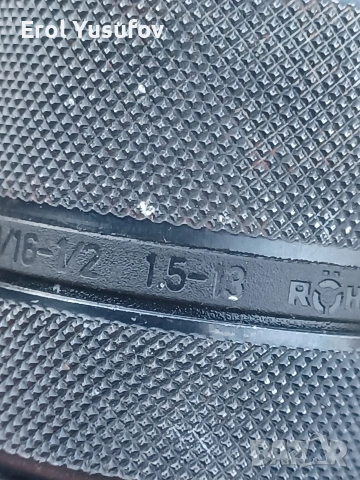 Erol Yusufov
/16-1/2 1.5-13 RÖH